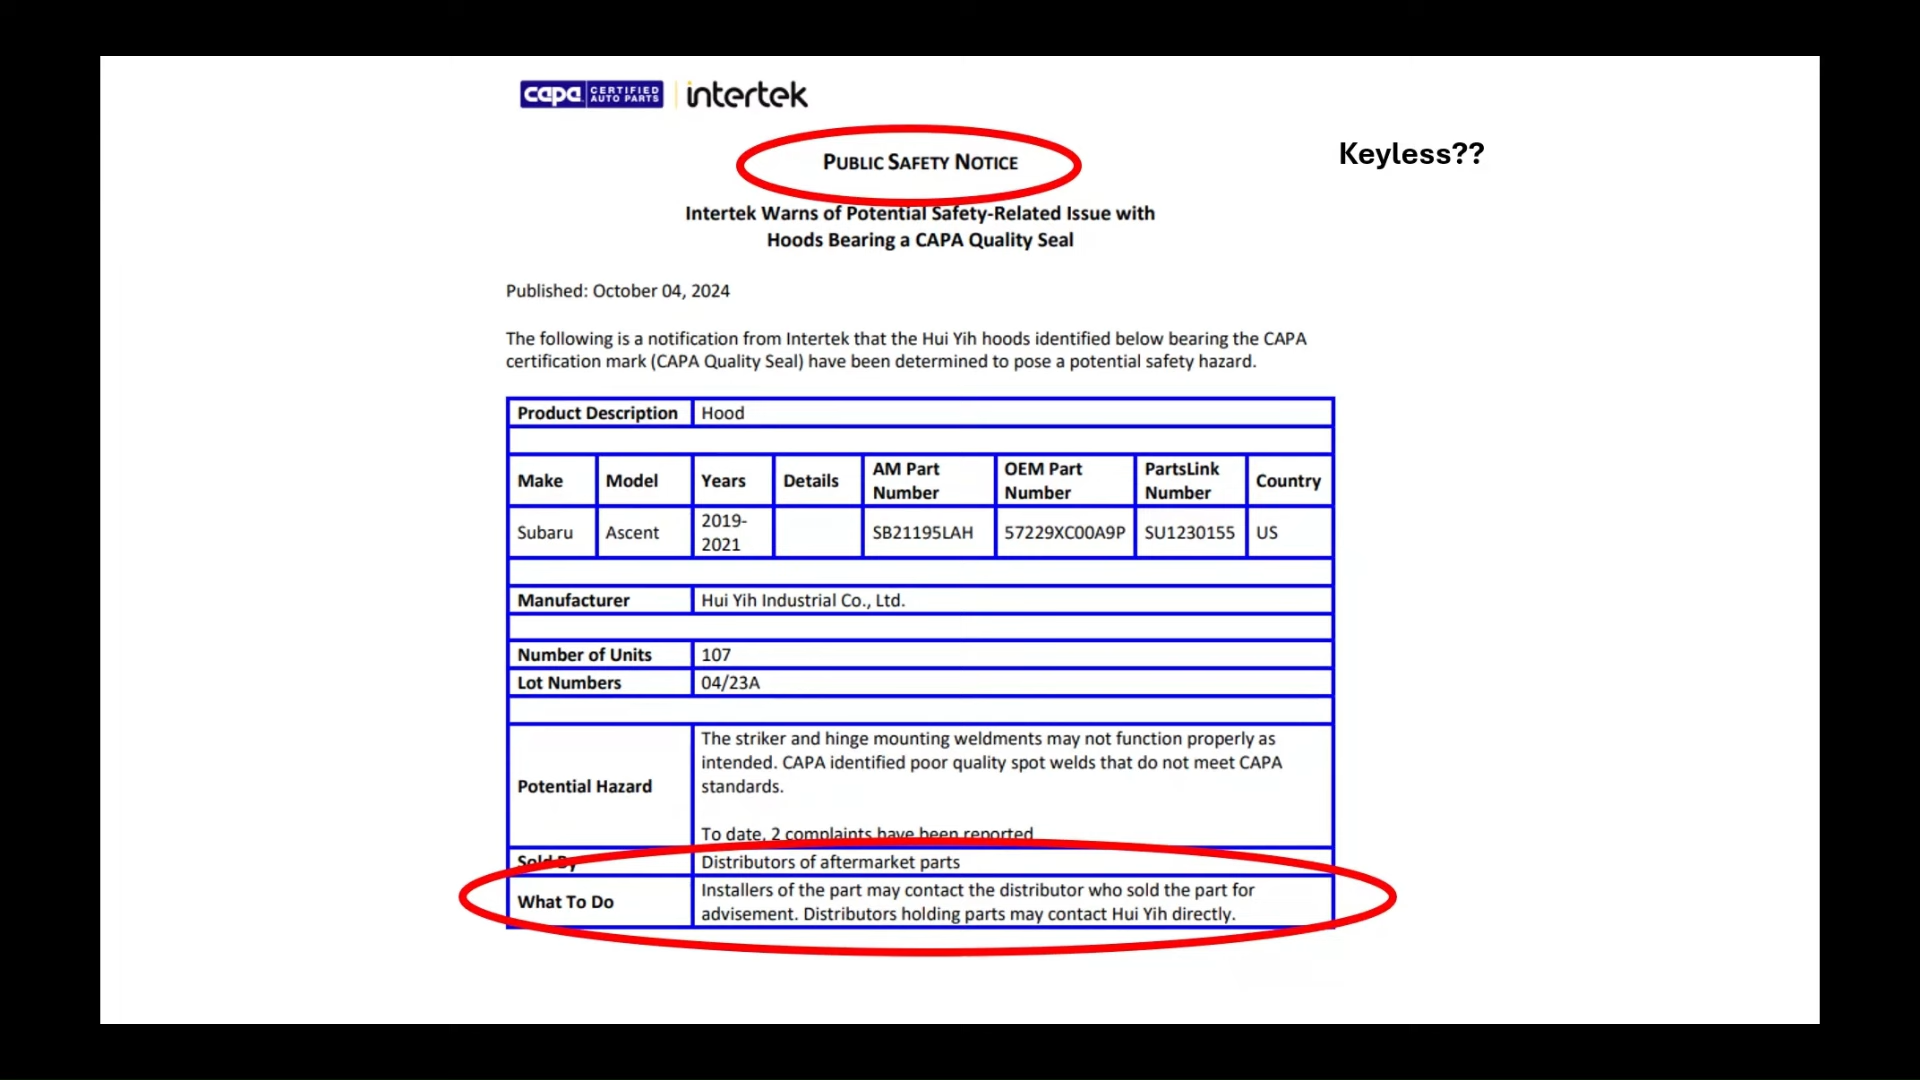 capa CERTIFIED AUTO PARTS intertek
PUBLIC SAFETY NOTICE
Keyless??
Intertek Warns of Potential Safety-Related Issue with
Hoods Bearing a CAPA Quality Seal
Published: October 04, 2024
The following is a notification from Intertek that the Hui Yih hoods identified below bearing the CAPA
certification mark (CAPA Quality Seal) have been determined to pose a potential safety hazard.
Product Description Hood
Make Model Years Details AM Part Number OEM Part Number PartsLink Number Country
Subaru Ascent 2019-2021 SB21195LAH 57229XC00A9P SU1230155 US
Manufacturer Hui Yih Industrial Co., Ltd.
Number of Units 107
Lot Numbers 04/23A
Potential Hazard
The striker and hinge mounting weldments may not function properly as
intended. CAPA identified poor quality spot welds that do not meet CAPA
standards.
To date, 2 complaints have been reported
Sold By Distributors of aftermarket parts
What To Do
Installers of the part may contact the distributor who sold the part for
advisement. Distributors holding parts may contact Hui Yih directly.